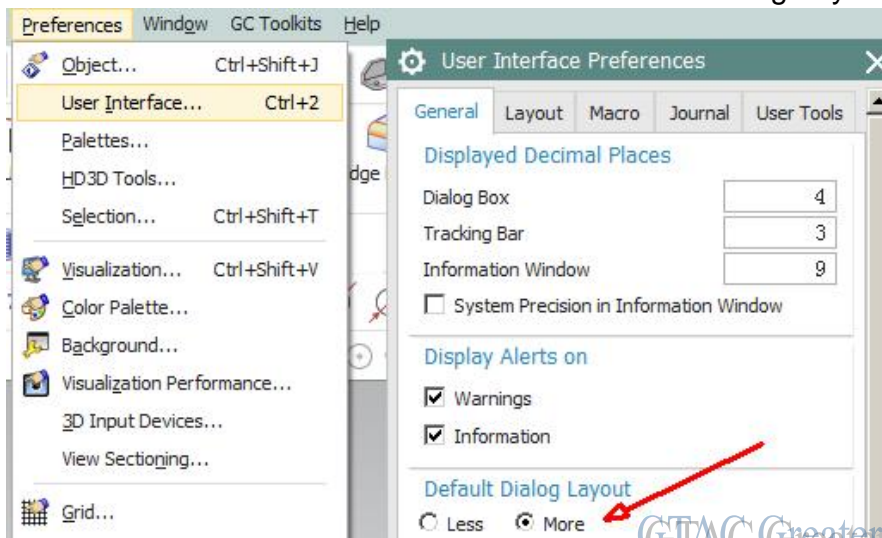 Preferences Window GC Toolkits Help
Object... Ctrl+Shift+J
User Interface... Ctrl+2
Palettes...
HD3D Tools...
Selection... Ctrl+Shift+T
Visualization... Ctrl+Shift+V
Color Palette...
Background...
Visualization Performance...
3D Input Devices...
View Sectioning...
Grid...
dge
User Interface Preferences
General Layout Macro Journal User Tools
Displayed Decimal Places
Dialog Box 4
Tracking Bar 3
Information Window 9
System Precision in Information Window
Display Alerts on
Warnings
Information
Default Dialog Layout
Less More
GTAC Greater